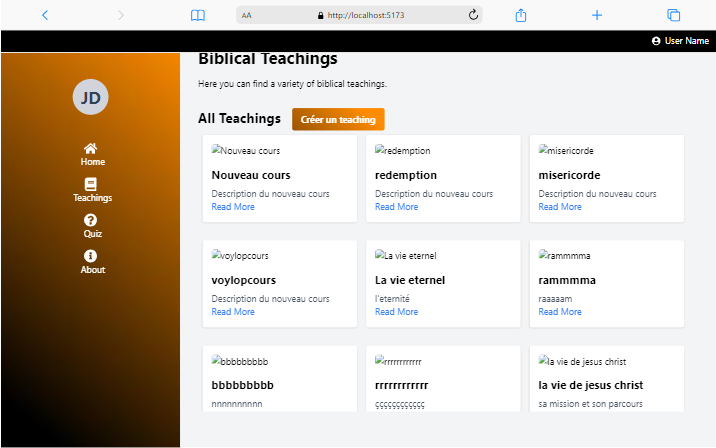 AA http://localhost:5173
User Name
JD
Home
Teachings
Quiz
About
Biblical Teachings
Here you can find a variety of biblical teachings.
All Teachings Créer un teaching
Nouveau cours
Nouveau cours
Description du nouveau cours
Read More
redemption
redemption
Description du nouveau cours
Read More
misericorde
misericorde
Description du nouveau cours
Read More
voylopcours
voylopcours
Description du nouveau cours
Read More
La vie eternel
La vie eternel
l'eternité
Read More
rammmma
rammmma
raaaaam
Read More
bbbbbbbbb
bbbbbbbbb
nnnnnnnnnn
rrrrrrrrrrrr
rrrrrrrrrrrr
çççççççççççç
la vie de jesus christ
la vie de jesus christ
sa mission et son parcours